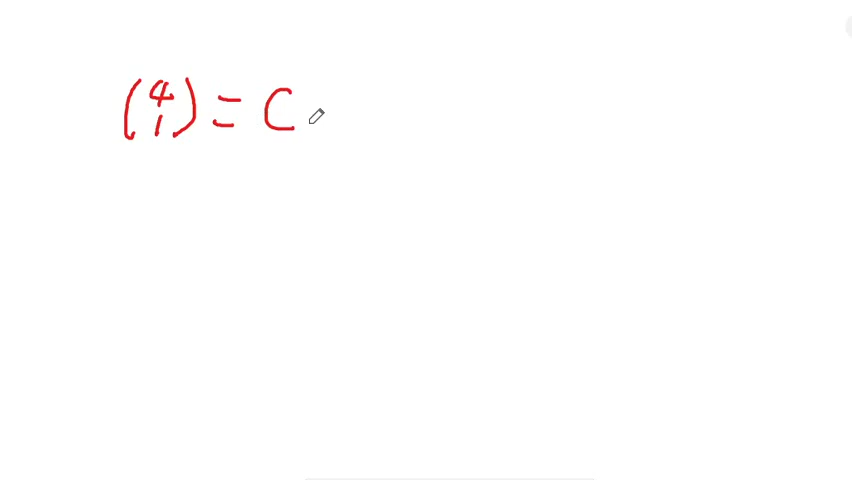 (4 1) = C